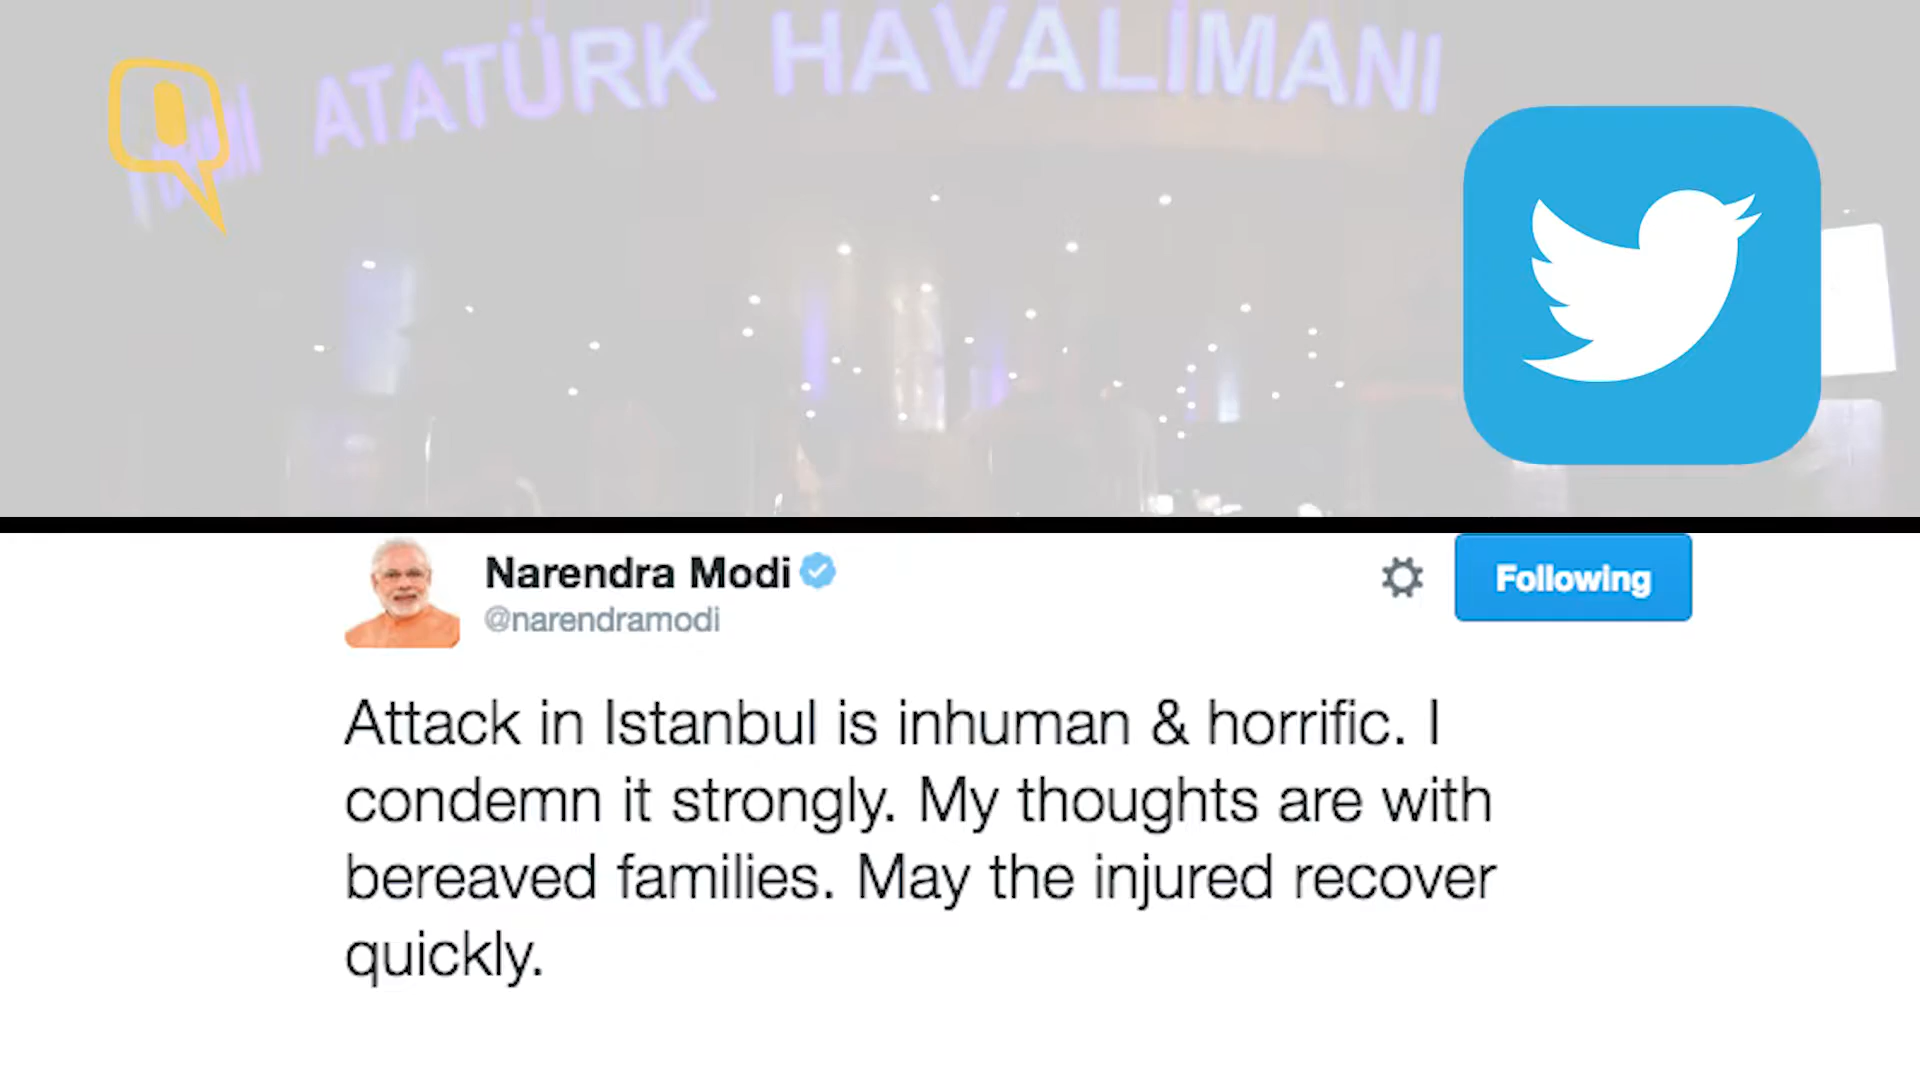 ATATÜRK HAVALİMANI
Narendra Modi
@narendramodi
Following
Attack in Istanbul is inhuman & horrific. I
condemn it strongly. My thoughts are with
bereaved families. May the injured recover
quickly.